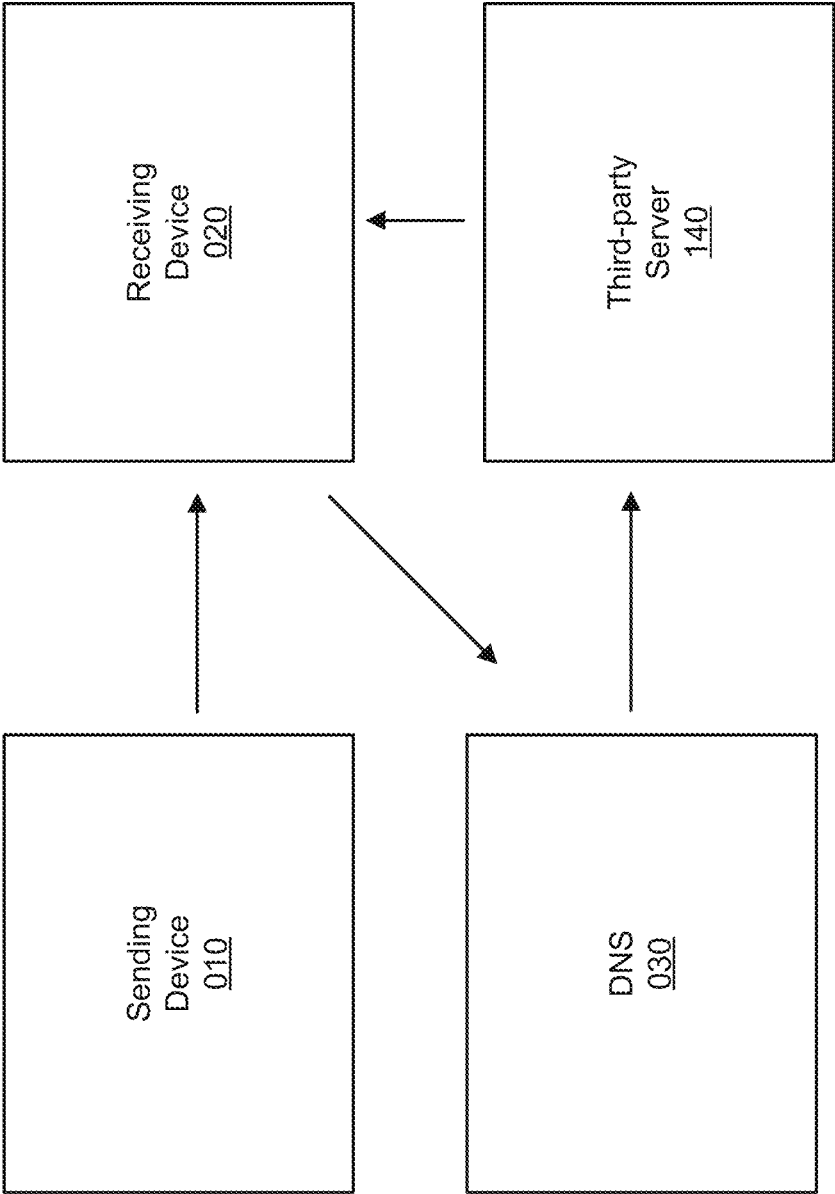 Sending
Device
010
Receiving
Device
020
DNS
030
Third-party
Server
140